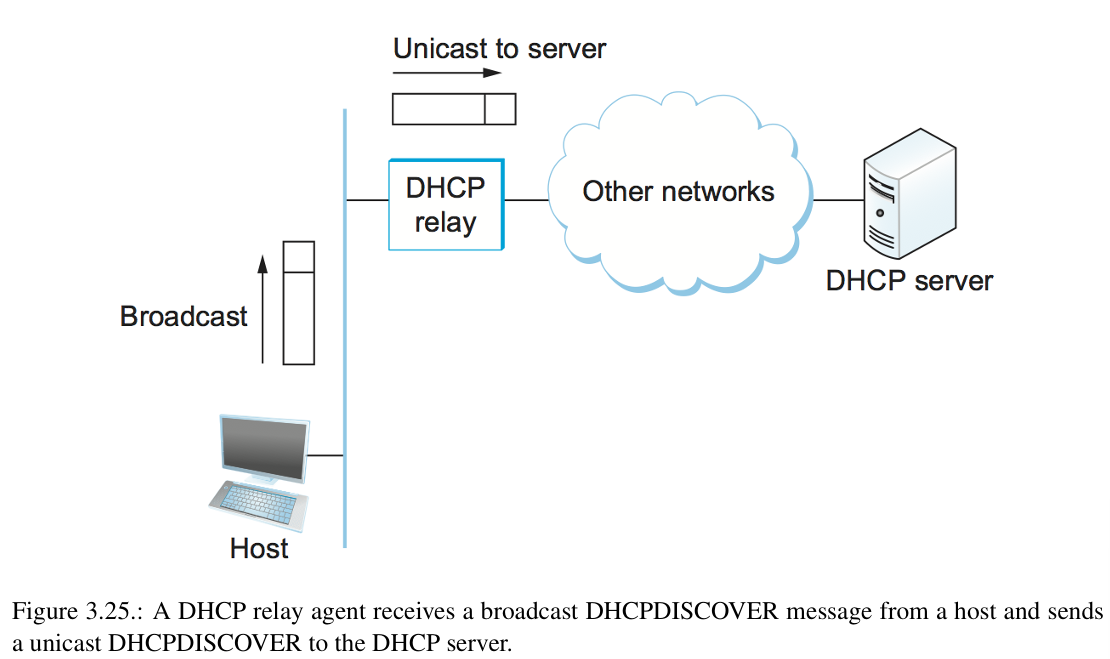 Unicast to server
DHCP
relay
Other networks
DHCP server
Broadcast
Host
Figure 3.25.: A DHCP relay agent receives a broadcast DHCPDISCOVER message from a host and sends
a unicast DHCPDISCOVER to the DHCP server.